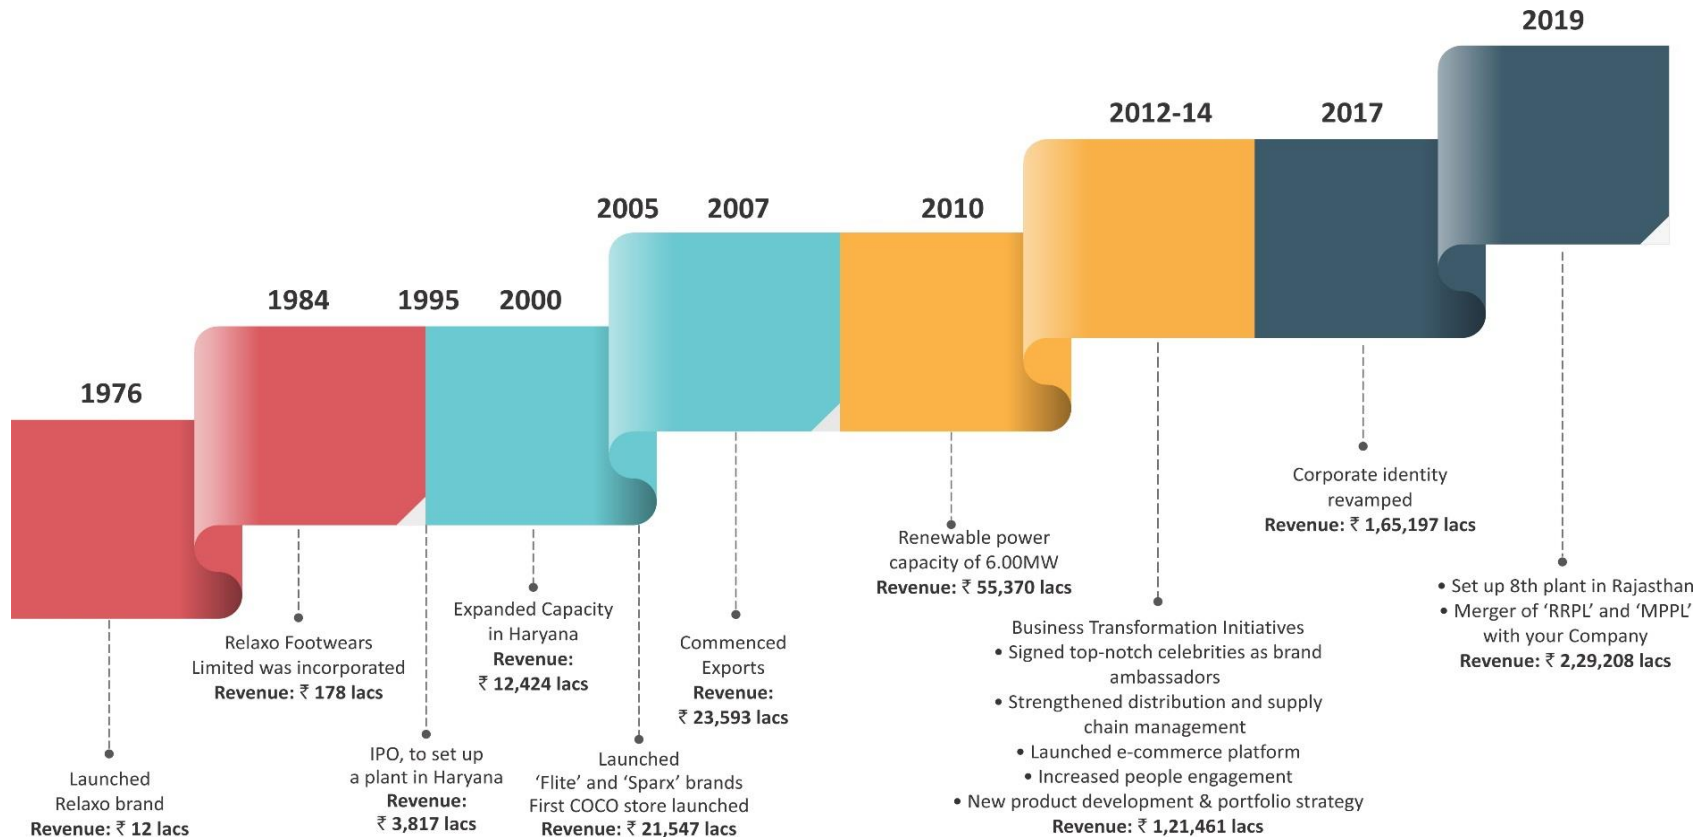 1976
Launched
Relaxo brand
Revenue: ₹ 12 lacs
1984
Relaxo Footwears
Limited was incorporated
Revenue: ₹ 178 lacs
1995
IPO, to set up
a plant in Haryana
Revenue:
₹ 3,817 lacs
2000
Expanded Capacity
in Haryana
Revenue:
₹ 12,424 lacs
2005
Launched
‘Flite’ and ‘Sparx’ brands
First COCO store launched
Revenue: ₹ 21,547 lacs
2007
Commenced
Exports
Revenue:
₹ 23,593 lacs
2010
Renewable power
capacity of 6.00MW
Revenue: ₹ 55,370 lacs
2012-14
Business Transformation Initiatives
• Signed top-notch celebrities as brand
ambassadors
• Strengthened distribution and supply
chain management
• Launched e-commerce platform
• Increased people engagement
• New product development & portfolio strategy
Revenue: ₹ 1,21,461 lacs
2017
Corporate identity
revamped
Revenue: ₹ 1,65,197 lacs
2019
• Set up 8th plant in Rajasthan
• Merger of ‘RRPL’ and ‘MPPL’
with your Company
Revenue: ₹ 2,29,208 lacs